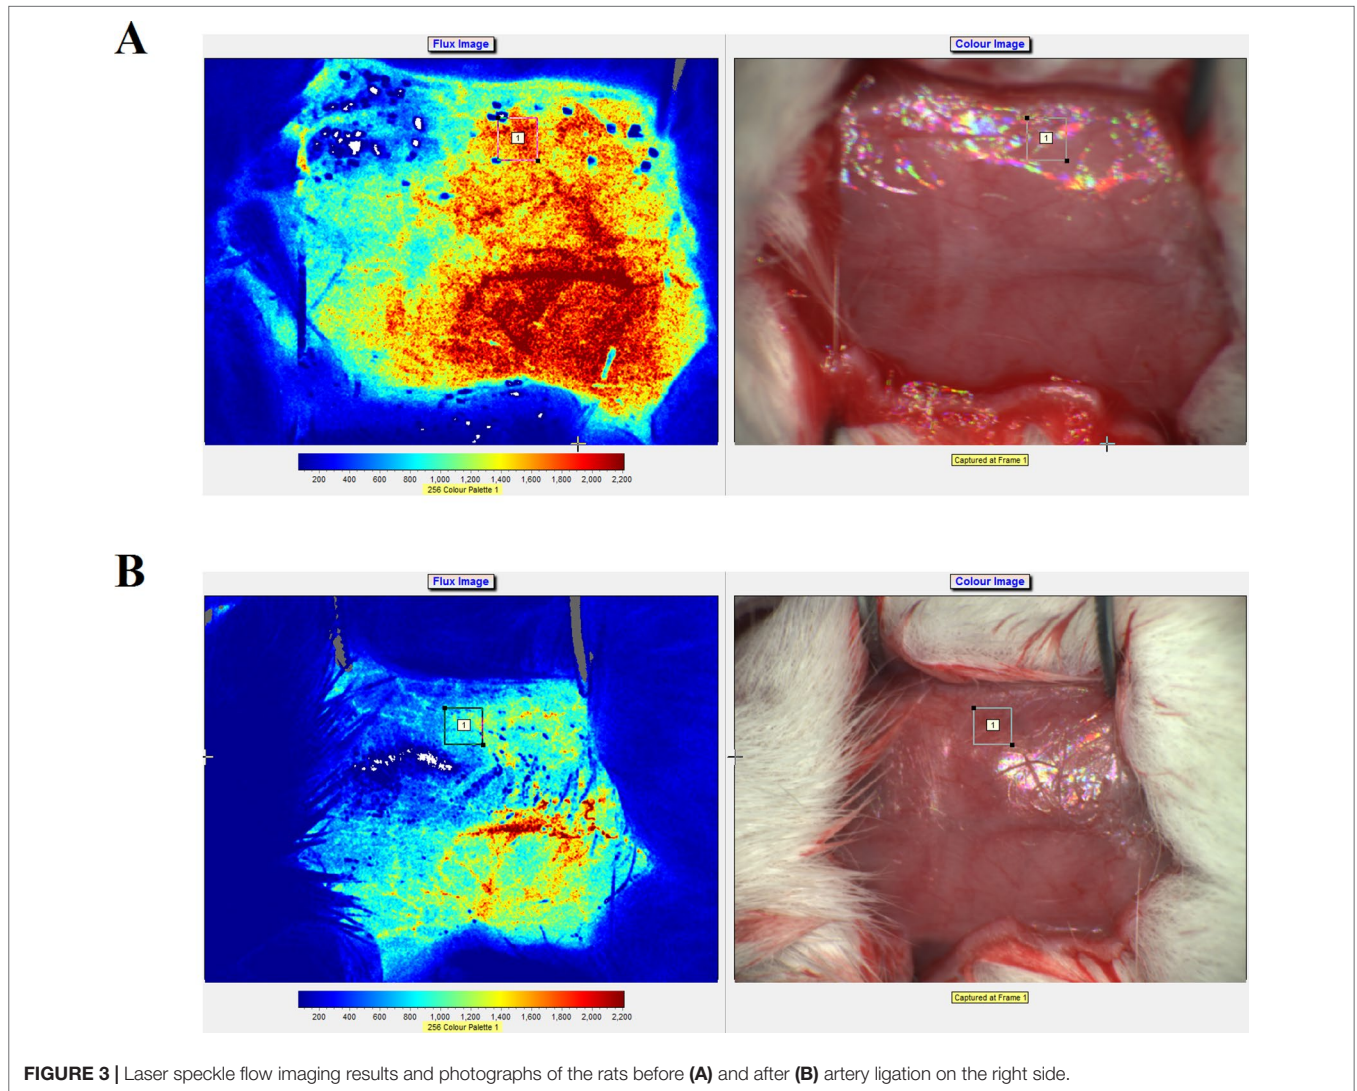 A
Flux Image
Colour Image
1
1
200 400 600 800 1,000 1,200 1,400 1,600 1,800 2,000 2,200
256 Colour Palette 1
Captured at Frame 1
B
Flux Image
Colour Image
1
1
200 400 600 800 1,000 1,200 1,400 1,600 1,800 2,000 2,200
256 Colour Palette 1
Captured at Frame 1
FIGURE 3 | Laser speckle flow imaging results and photographs of the rats before (A) and after (B) artery ligation on the right side.